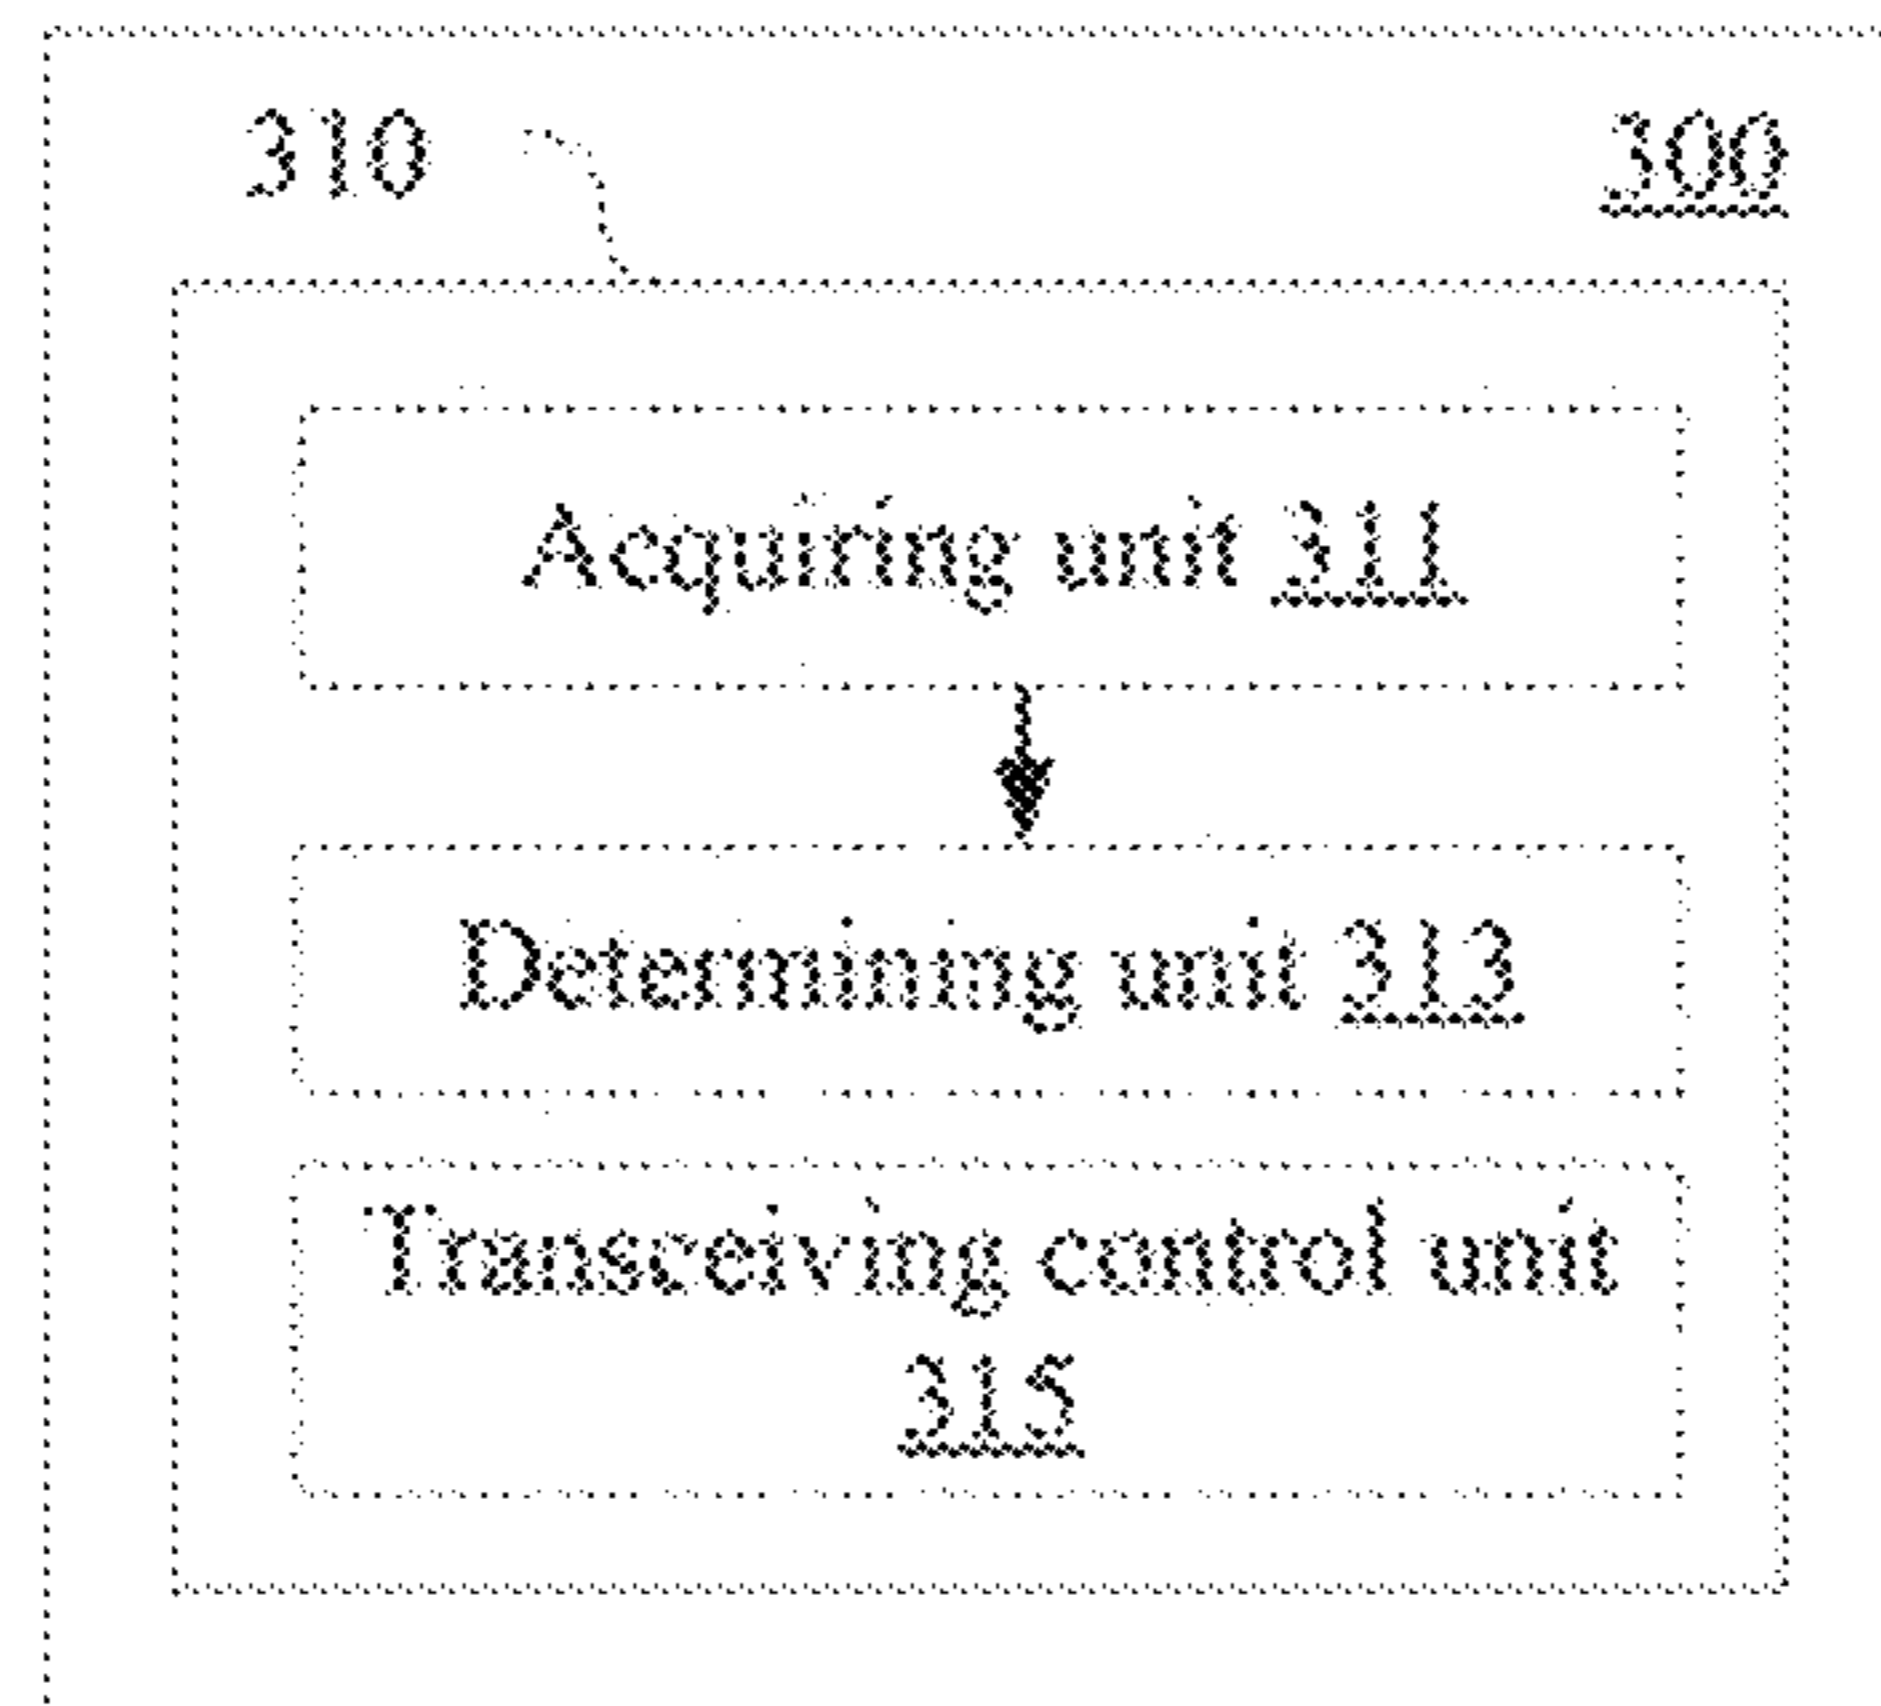 310 300
Acquiring unit 311
Determining unit 313
Transceiving control unit
315